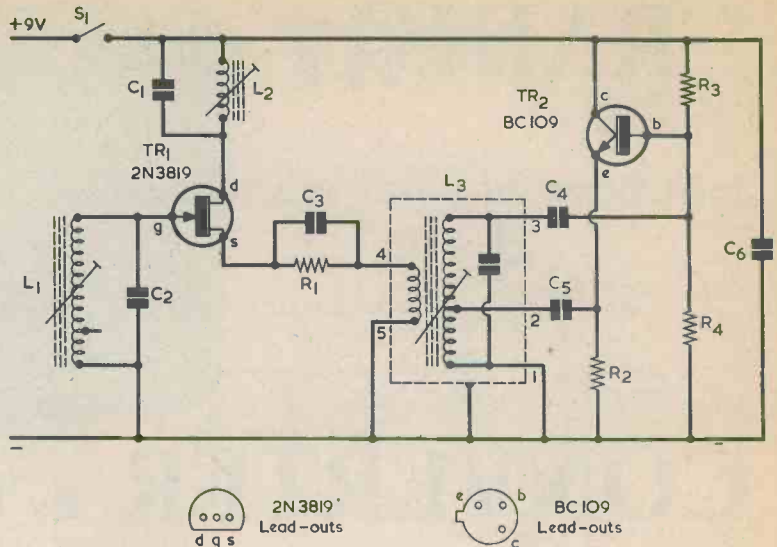 +9V
S1
C1
L2
TR1
2N3819
d
g
s
L1
C2
C3
R1
L3
4
5
3
2
1
C4
C5
TR2
BC109
c
b
e
R3
R2
R4
C6
–
–
2N3819
Lead-outs
d g s
e
b
c
BC109
Lead-outs